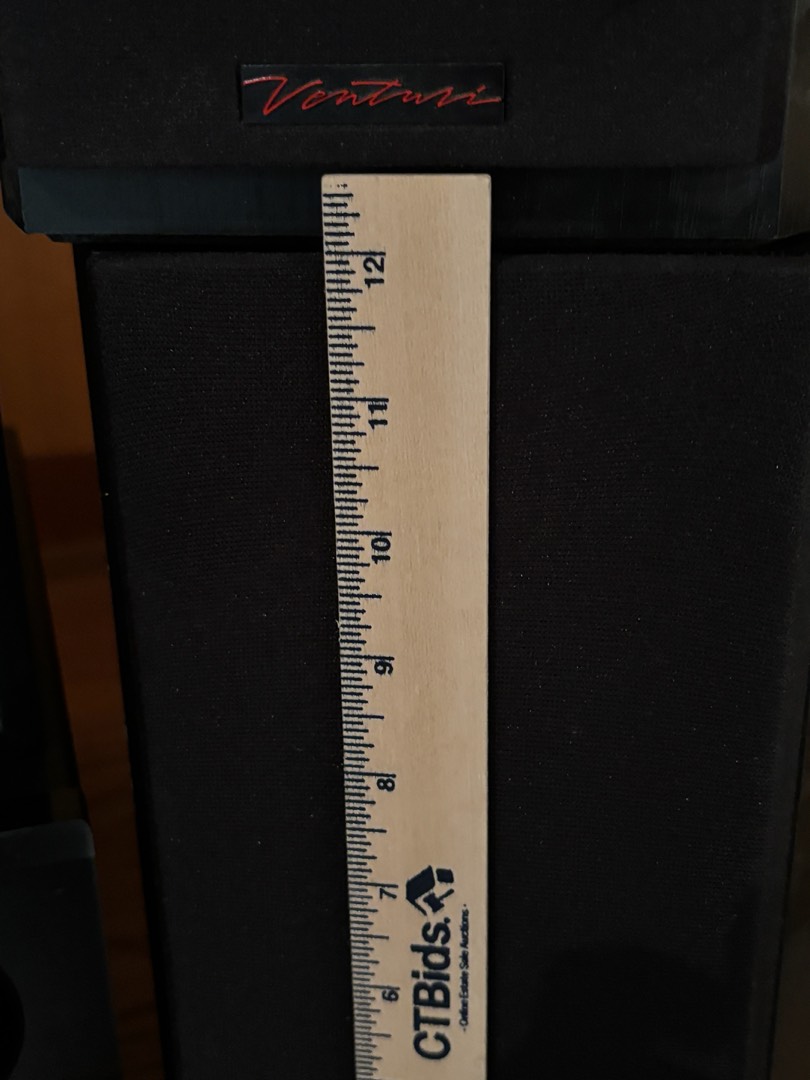 Venturi
12
11
10
9
8
7
6
CTBids.
- Online Estate Sale Auctions -